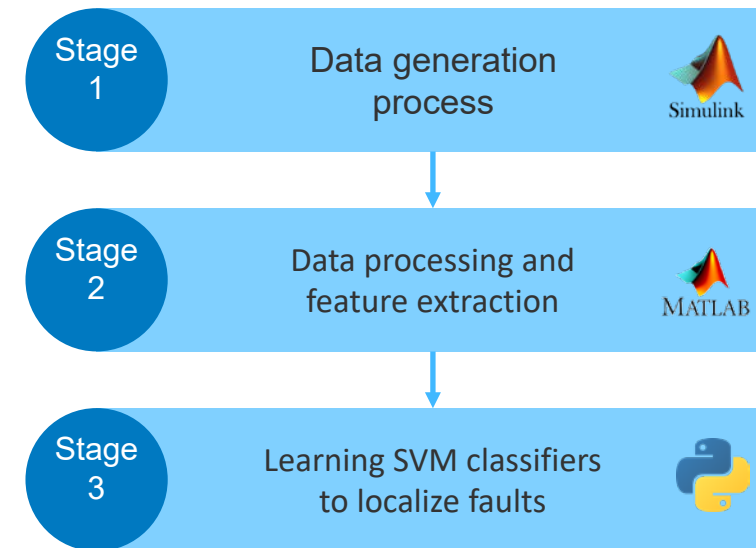 Stage
1
Data generation
process
Simulink
Stage
2
Data processing and
feature extraction
MATLAB
Stage
3
Learning SVM classifiers
to localize faults